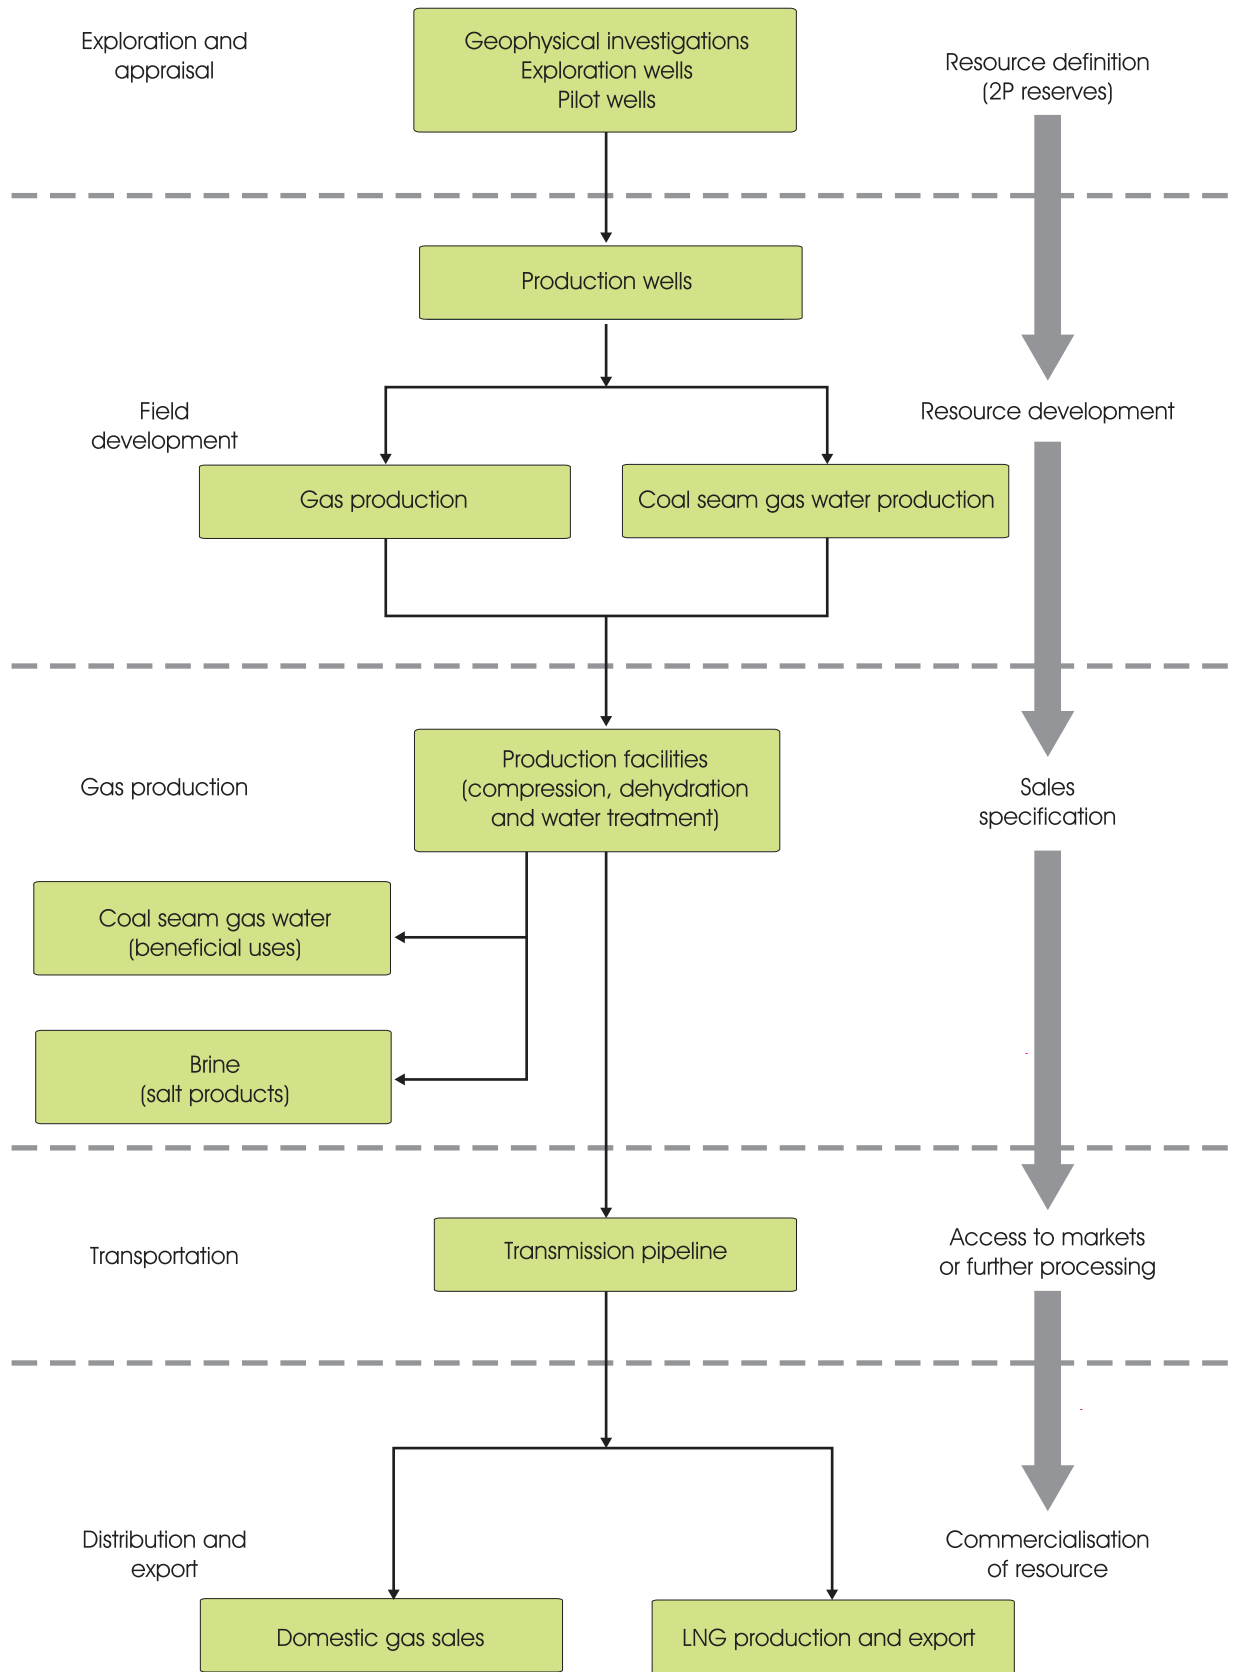 Exploration and
appraisal
Geophysical investigations
Exploration wells
Pilot wells
Resource definition
(2P reserves)
Production wells
Field
development
Resource development
Gas production
Coal seam gas water production
Production facilities
(compression, dehydration
and water treatment)
Gas production
Sales
specification
Coal seam gas water
(beneficial uses)
Brine
(salt products)
Transportation
Transmission pipeline
Access to markets
or further processing
Distribution and
export
Commercialisation
of resource
Domestic gas sales
LNG production and export